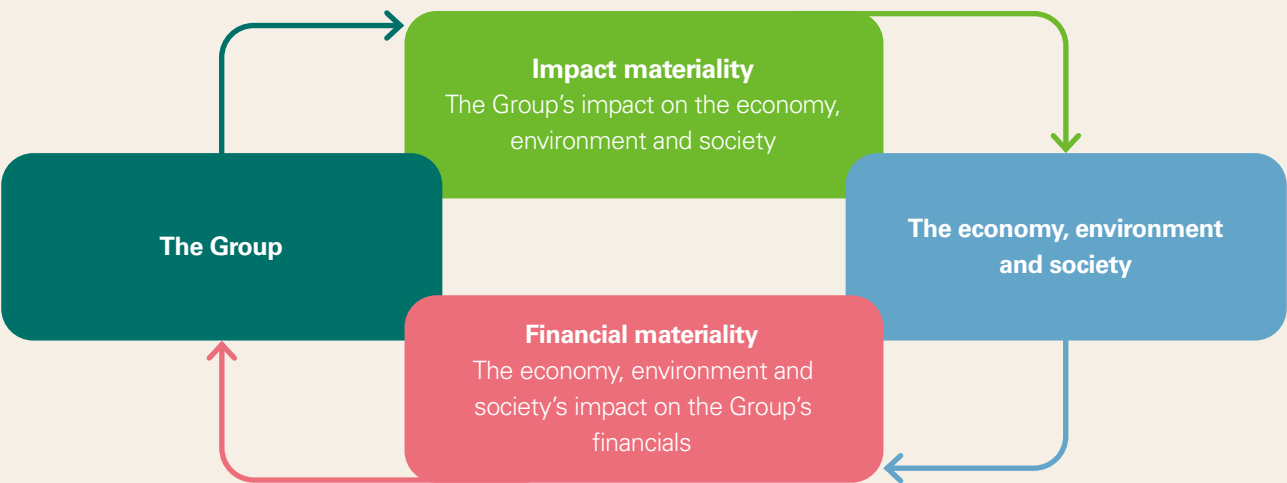 Impact materiality
The Group’s impact on the economy,
environment and society
The Group
The economy, environment
and society
Financial materiality
The economy, environment and
society’s impact on the Group’s
financials